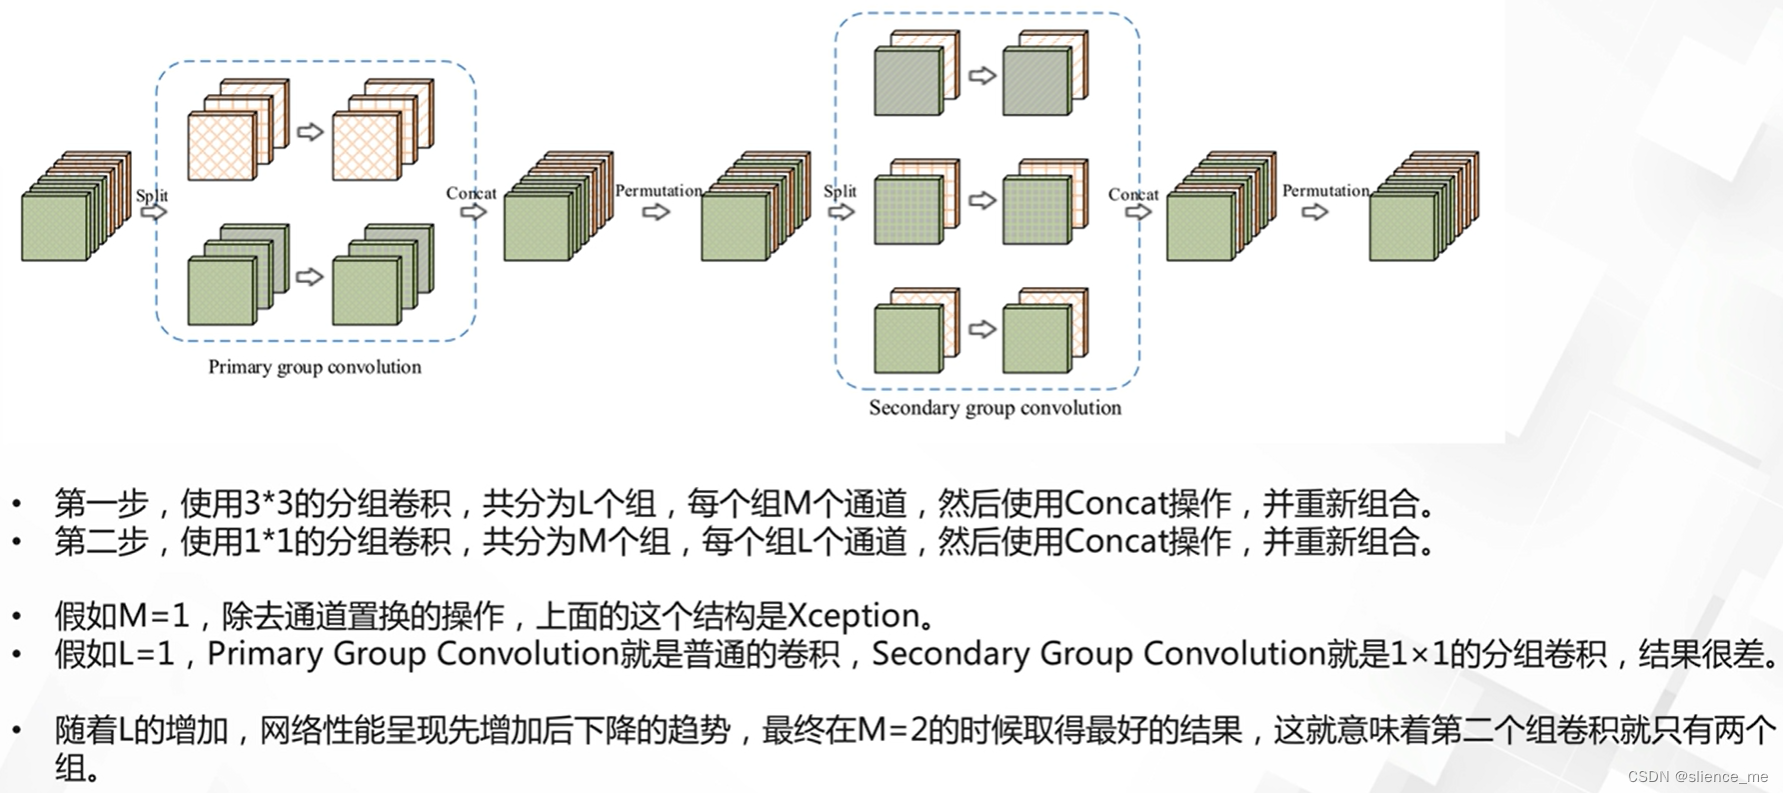 Split
Concat
Permutation
Split
Concat
Permutation
Primary group convolution
Secondary group convolution
• 第一步，使用3*3的分组卷积，共分为L个组，每个组M个通道，然后使用Concat操作，并重新组合。
• 第二步，使用1*1的分组卷积，共分为M个组，每个组L个通道，然后使用Concat操作，并重新组合。
• 假如M=1，除去通道置换的操作，上面的这个结构是Xception。
• 假如L=1，Primary Group Convolution就是普通的卷积，Secondary Group Convolution就是1×1的分组卷积，结果很差。
• 随着L的增加，网络性能呈现先增加后下降的趋势，最终在M=2的时候取得最好的结果，这就意味着第二个组卷积就只有两个
组。
CSDN @slience_me